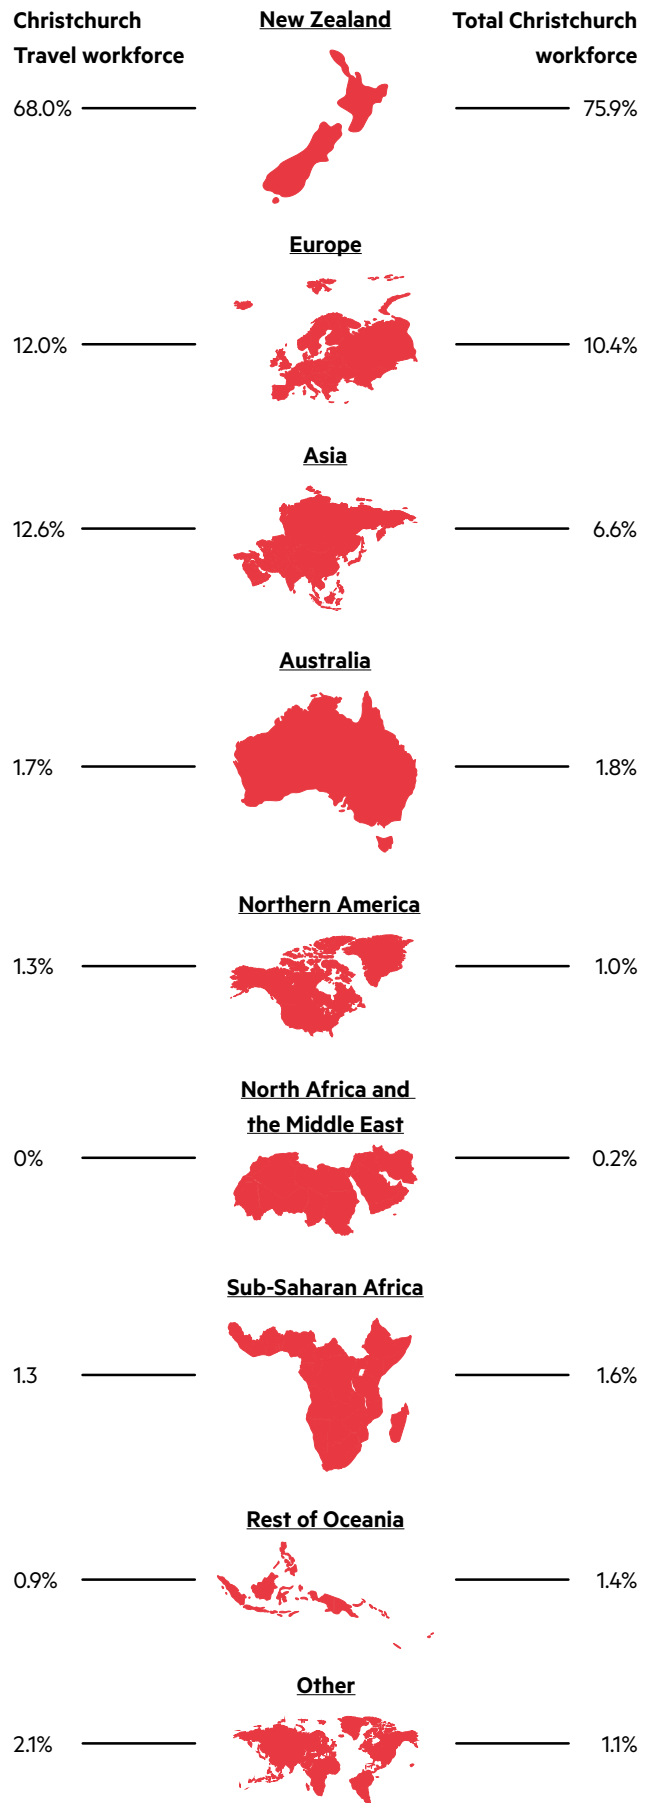 Christchurch
Travel workforce
New Zealand
Total Christchurch
workforce
68.0%
75.9%
Europe
12.0%
10.4%
Asia
12.6%
6.6%
Australia
1.7%
1.8%
Northern America
1.3%
1.0%
North Africa and
the Middle East
0%
0.2%
Sub-Saharan Africa
1.3
1.6%
Rest of Oceania
0.9%
1.4%
Other
2.1%
1.1%